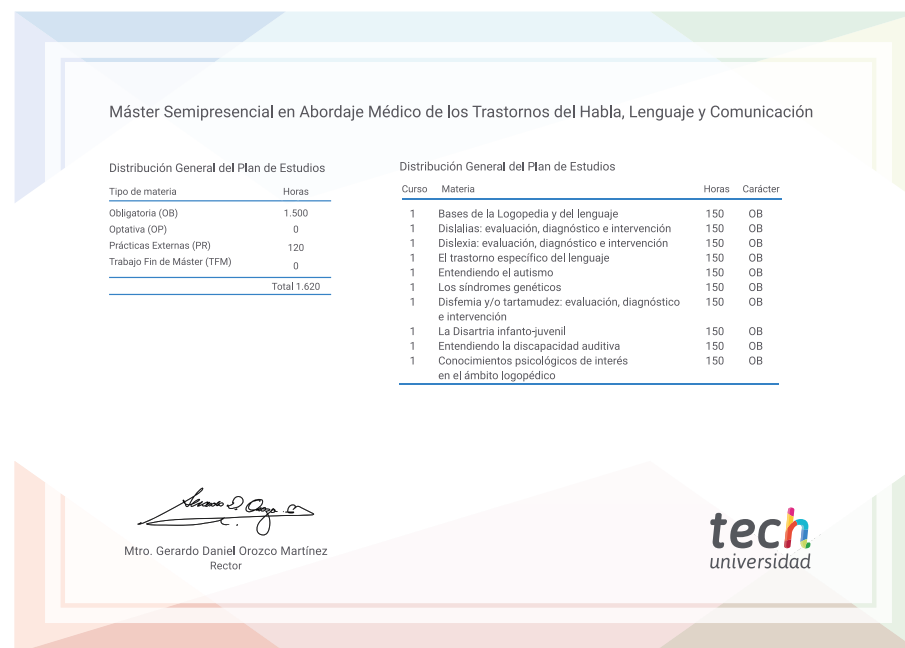 Máster Semipresencial en Abordaje Médico de los Trastornos del Habla, Lenguaje y Comunicación
Distribución General del Plan de Estudios
Tipo de materia Horas
Obligatoria (OB) 1.500
Optativa (OP) 0
Prácticas Externas (PR) 120
Trabajo Fin de Máster (TFM) 0
Total 1.620
Distribución General del Plan de Estudios
Curso Materia Horas Carácter
1 Bases de la Logopedia y del lenguaje 150 OB
1 Dislalias: evaluación, diagnóstico e intervención 150 OB
1 Dislexia: evaluación, diagnóstico e intervención 150 OB
1 El trastorno específico del lenguaje 150 OB
1 Entendiendo el autismo 150 OB
1 Los síndromes genéticos 150 OB
1 Disfemia y/o tartamudez: evaluación, diagnóstico 150 OB
e intervención
1 La Disartria infanto-juvenil 150 OB
1 Entendiendo la discapacidad auditiva 150 OB
1 Conocimientos psicológicos de interés 150 OB
en el ámbito logopédico
Mtro. Gerardo Daniel Orozco Martínez
Rector
tech
universidad